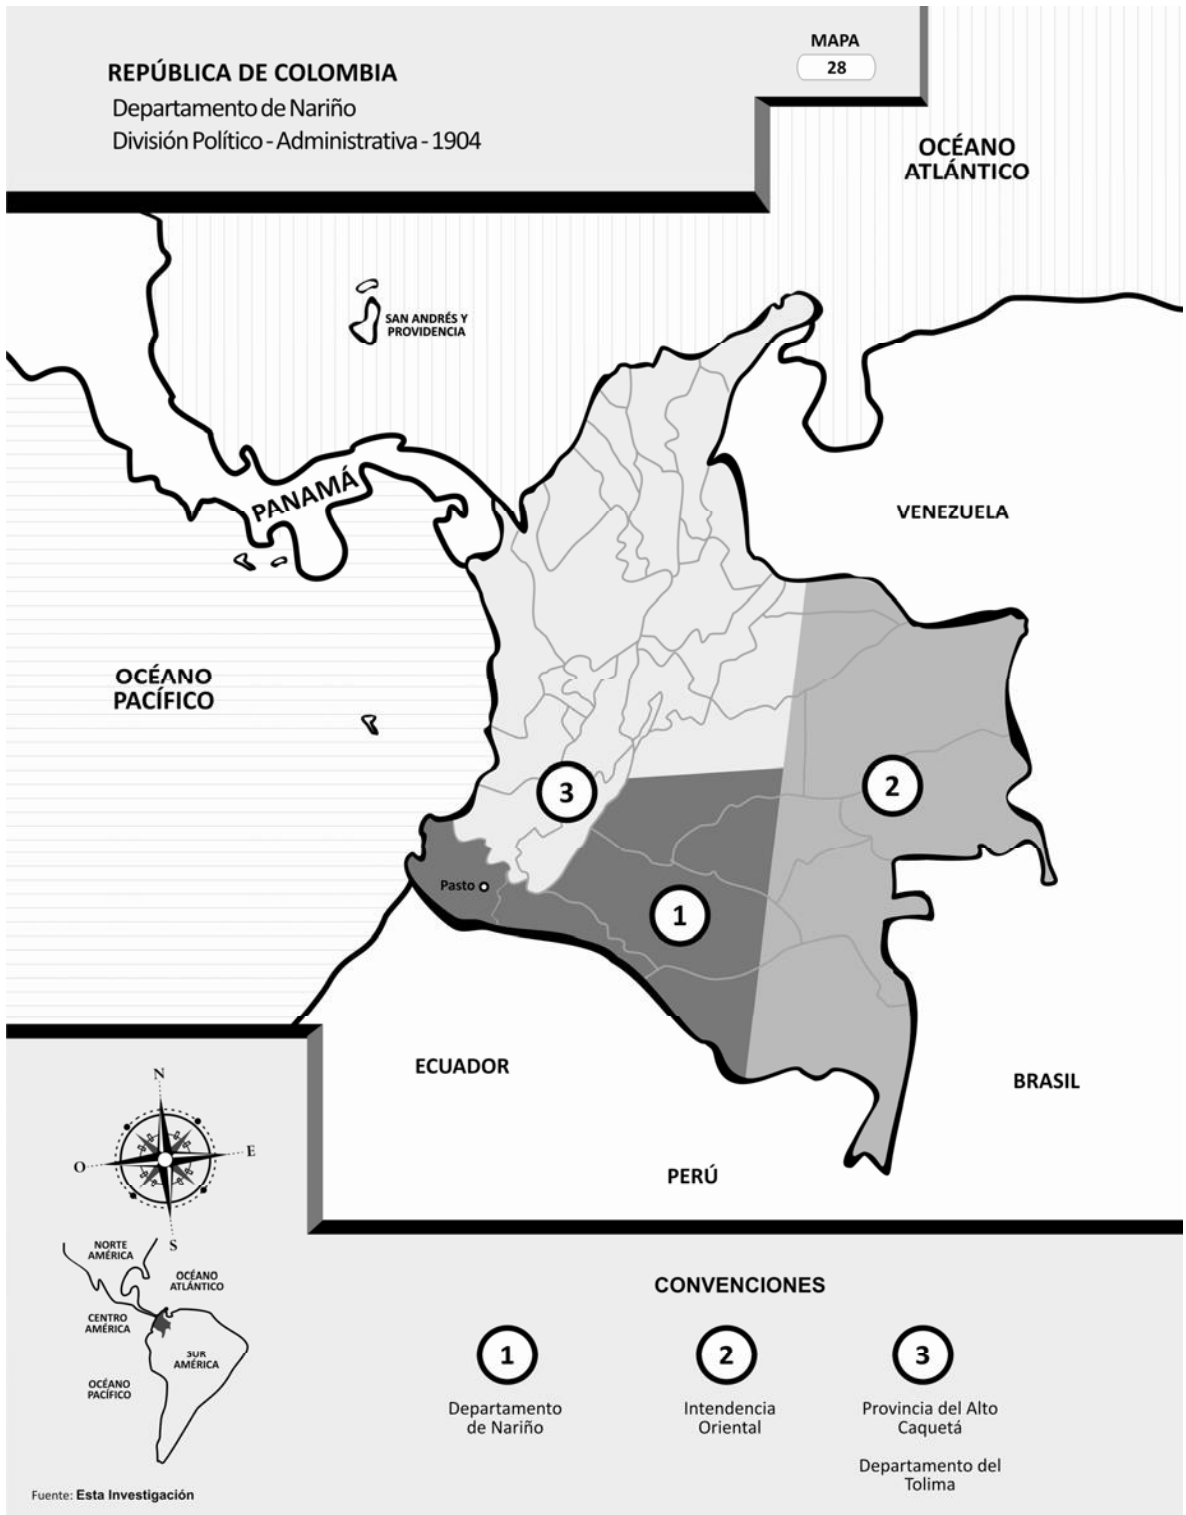 MAPA
28
REPÚBLICA DE COLOMBIA
Departamento de Nariño
División Político - Administrativa - 1904
OCÉANO
ATLÁNTICO
SAN ANDRÉS Y
PROVIDENCIA
PANAMÁ
VENEZUELA
OCÉANO
PACÍFICO
3
2
Pasto
1
ECUADOR
BRASIL
PERÚ
N
O
E
S
NORTE
AMÉRICA
OCÉANO
ATLÁNTICO
CENTRO
AMÉRICA
SUR
AMÉRICA
OCÉANO
PACÍFICO
Fuente: Esta Investigación
CONVENCIONES
1
Departamento
de Nariño
2
Intendencia
Oriental
3
Provincia del Alto
Caquetá
Departamento del
Tolima